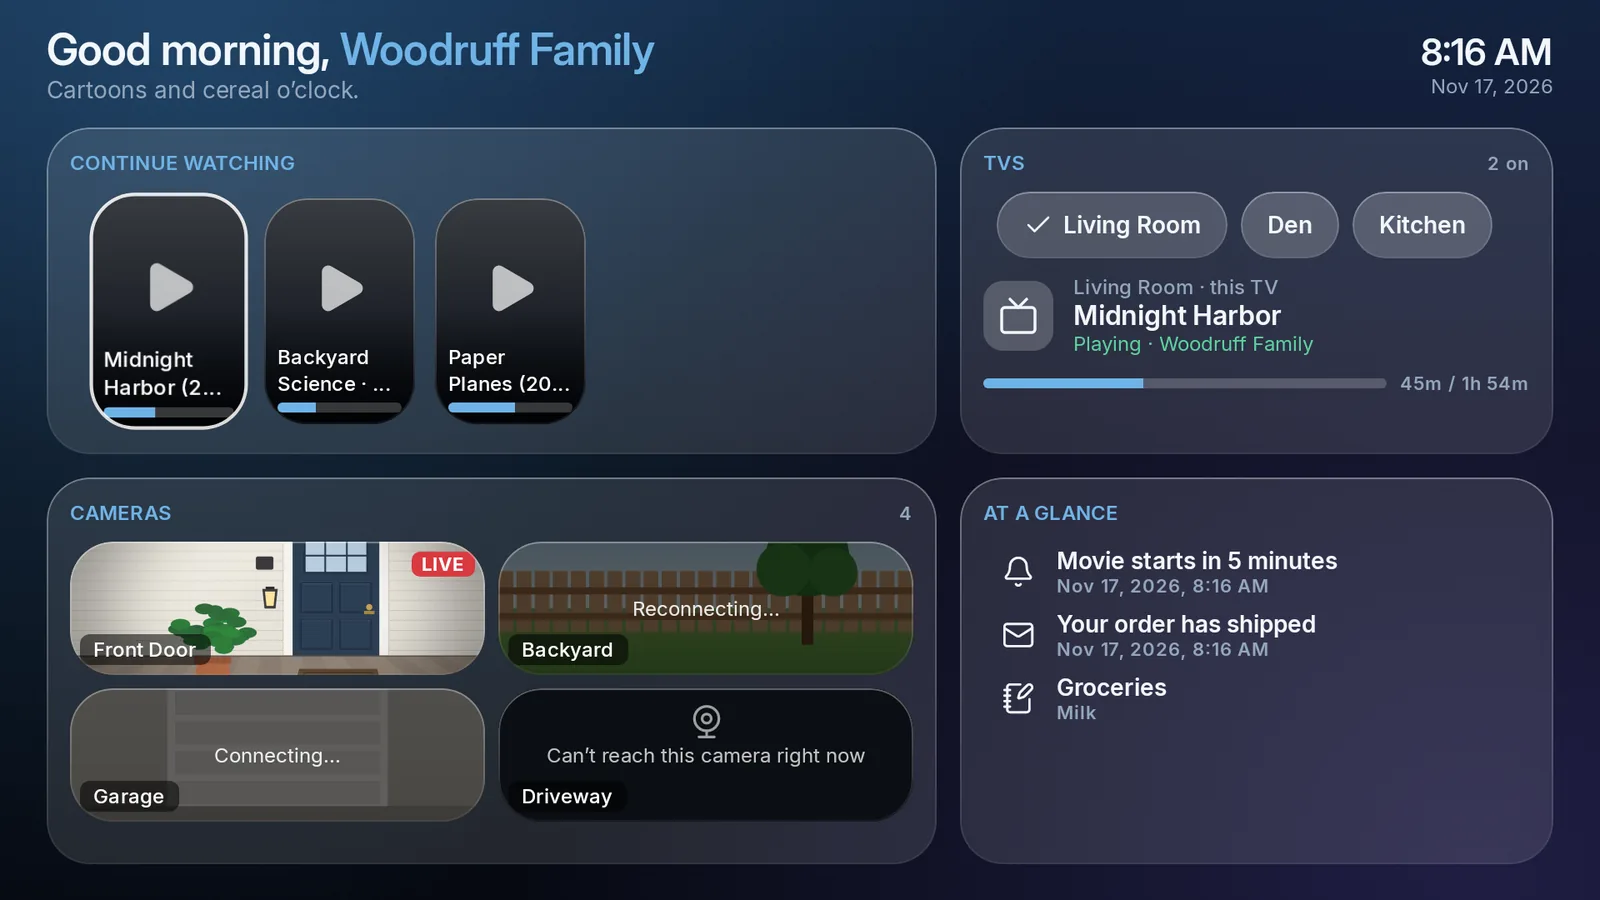 Good morning, Woodruff Family
Cartoons and cereal o’clock.
8:16 AM
Nov 17, 2026
CONTINUE WATCHING
Midnight
Harbor (2...
Backyard
Science · ...
Paper
Planes (20...
TVS
2 on
Living Room
Den
Kitchen
Living Room · this TV
Midnight Harbor
Playing · Woodruff Family
45m / 1h 54m
CAMERAS
4
LIVE
Front Door
Reconnecting...
Backyard
Connecting...
Garage
Can’t reach this camera right now
Driveway
AT A GLANCE
Movie starts in 5 minutes
Nov 17, 2026, 8:16 AM
Your order has shipped
Nov 17, 2026, 8:16 AM
Groceries
Milk